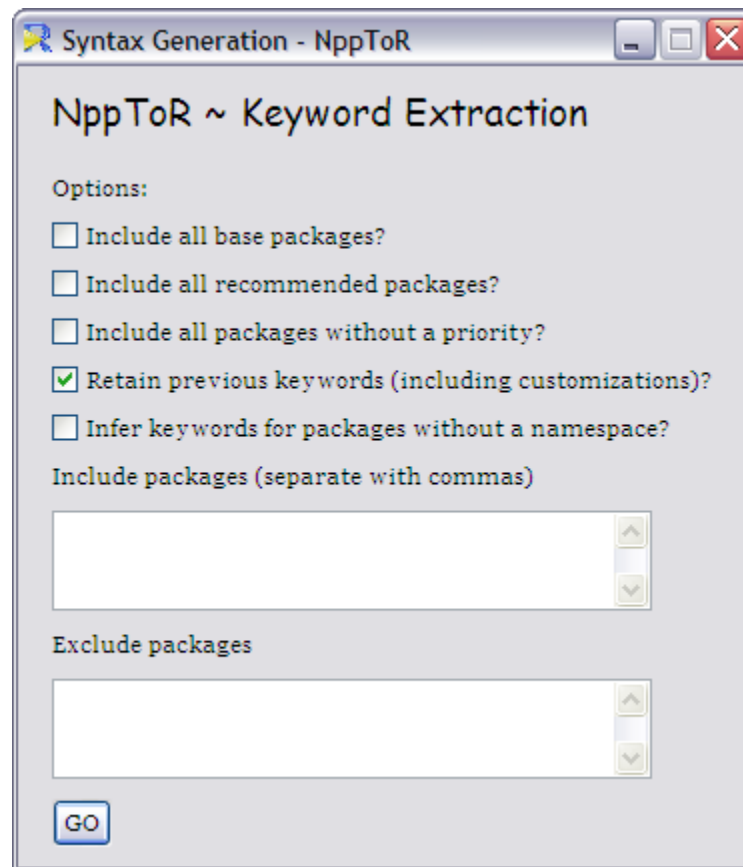 Syntax Generation - NppToR
NppToR ~ Keyword Extraction
Options:
Include all base packages?
Include all recommended packages?
Include all packages without a priority?
Retain previous keywords (including customizations)?
Infer keywords for packages without a namespace?
Include packages (separate with commas)
Exclude packages
GO